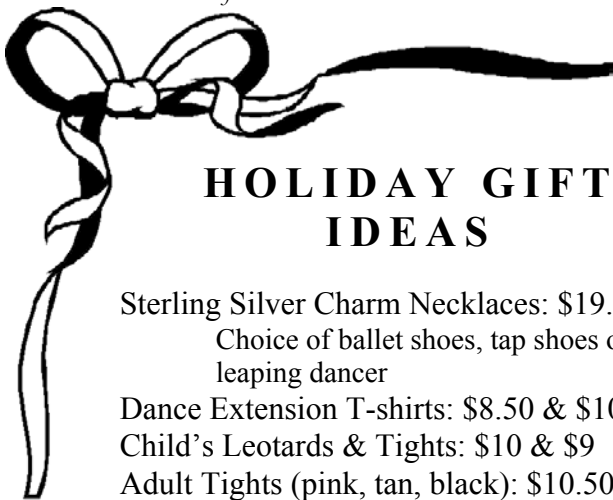 HOLIDAY GIFT
IDEAS
Sterling Silver Charm Necklaces: $19.
Choice of ballet shoes, tap shoes
leaping dancer
Dance Extension T-shirts: $8.50 &
Child's Leotards & Tights: $10 & $9
Adult Tights (pink, tan, black): $10.50